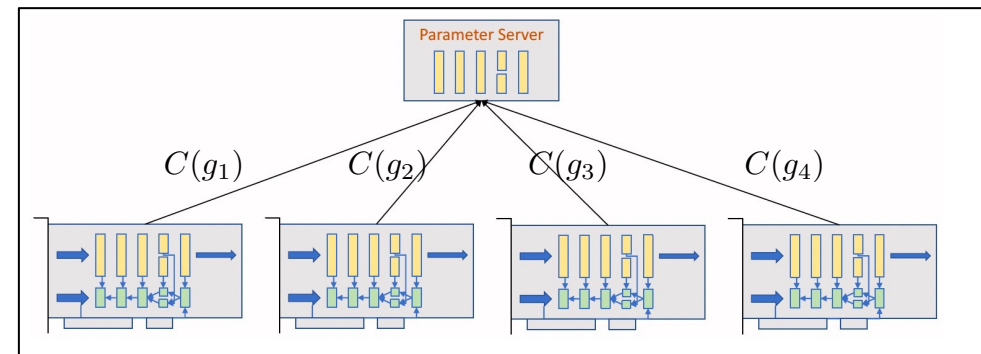 Parameter Server
C(g₁)
C(g₂)
C(g₃)
C(g₄)